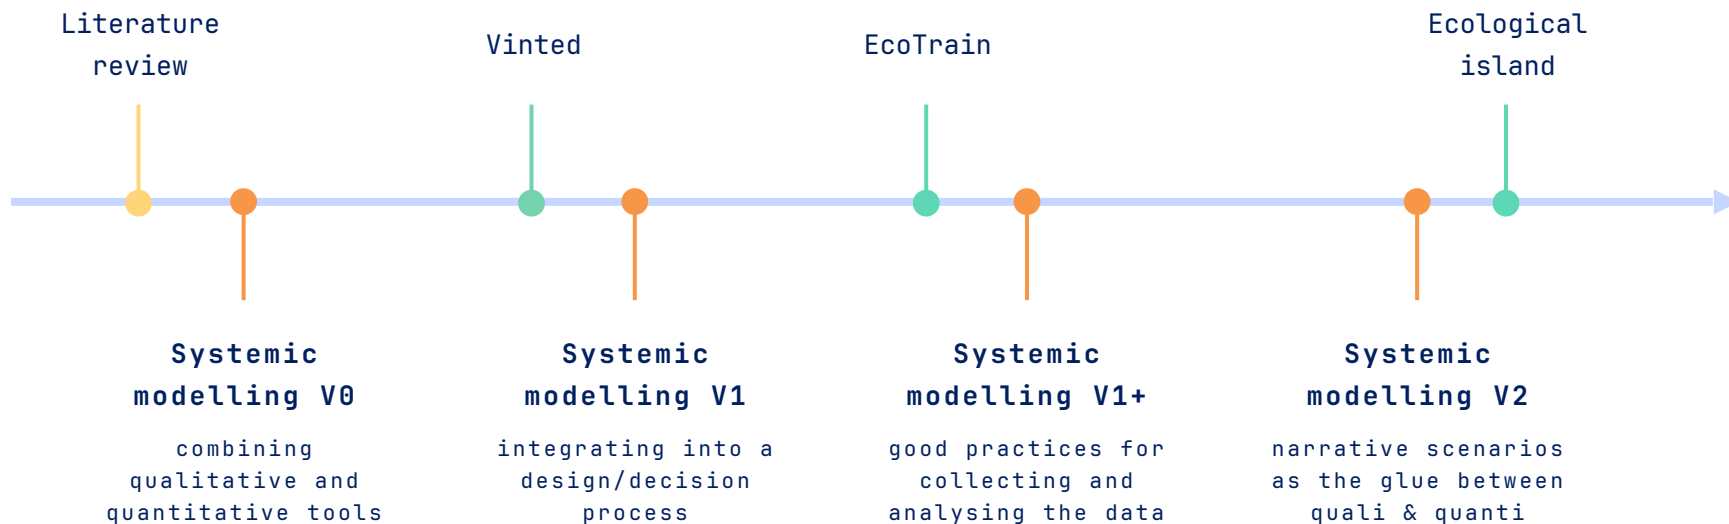 Literature
review
Vinted
EcoTrain
Ecological
island
Systemic
modelling V0
combining
qualitative and
quantitative tools
Systemic
modelling V1
integrating into a
design/decision
process
Systemic
modelling V1+
good practices for
collecting and
analysing the data
Systemic
modelling V2
narrative scenarios
as the glue between
quali & quanti